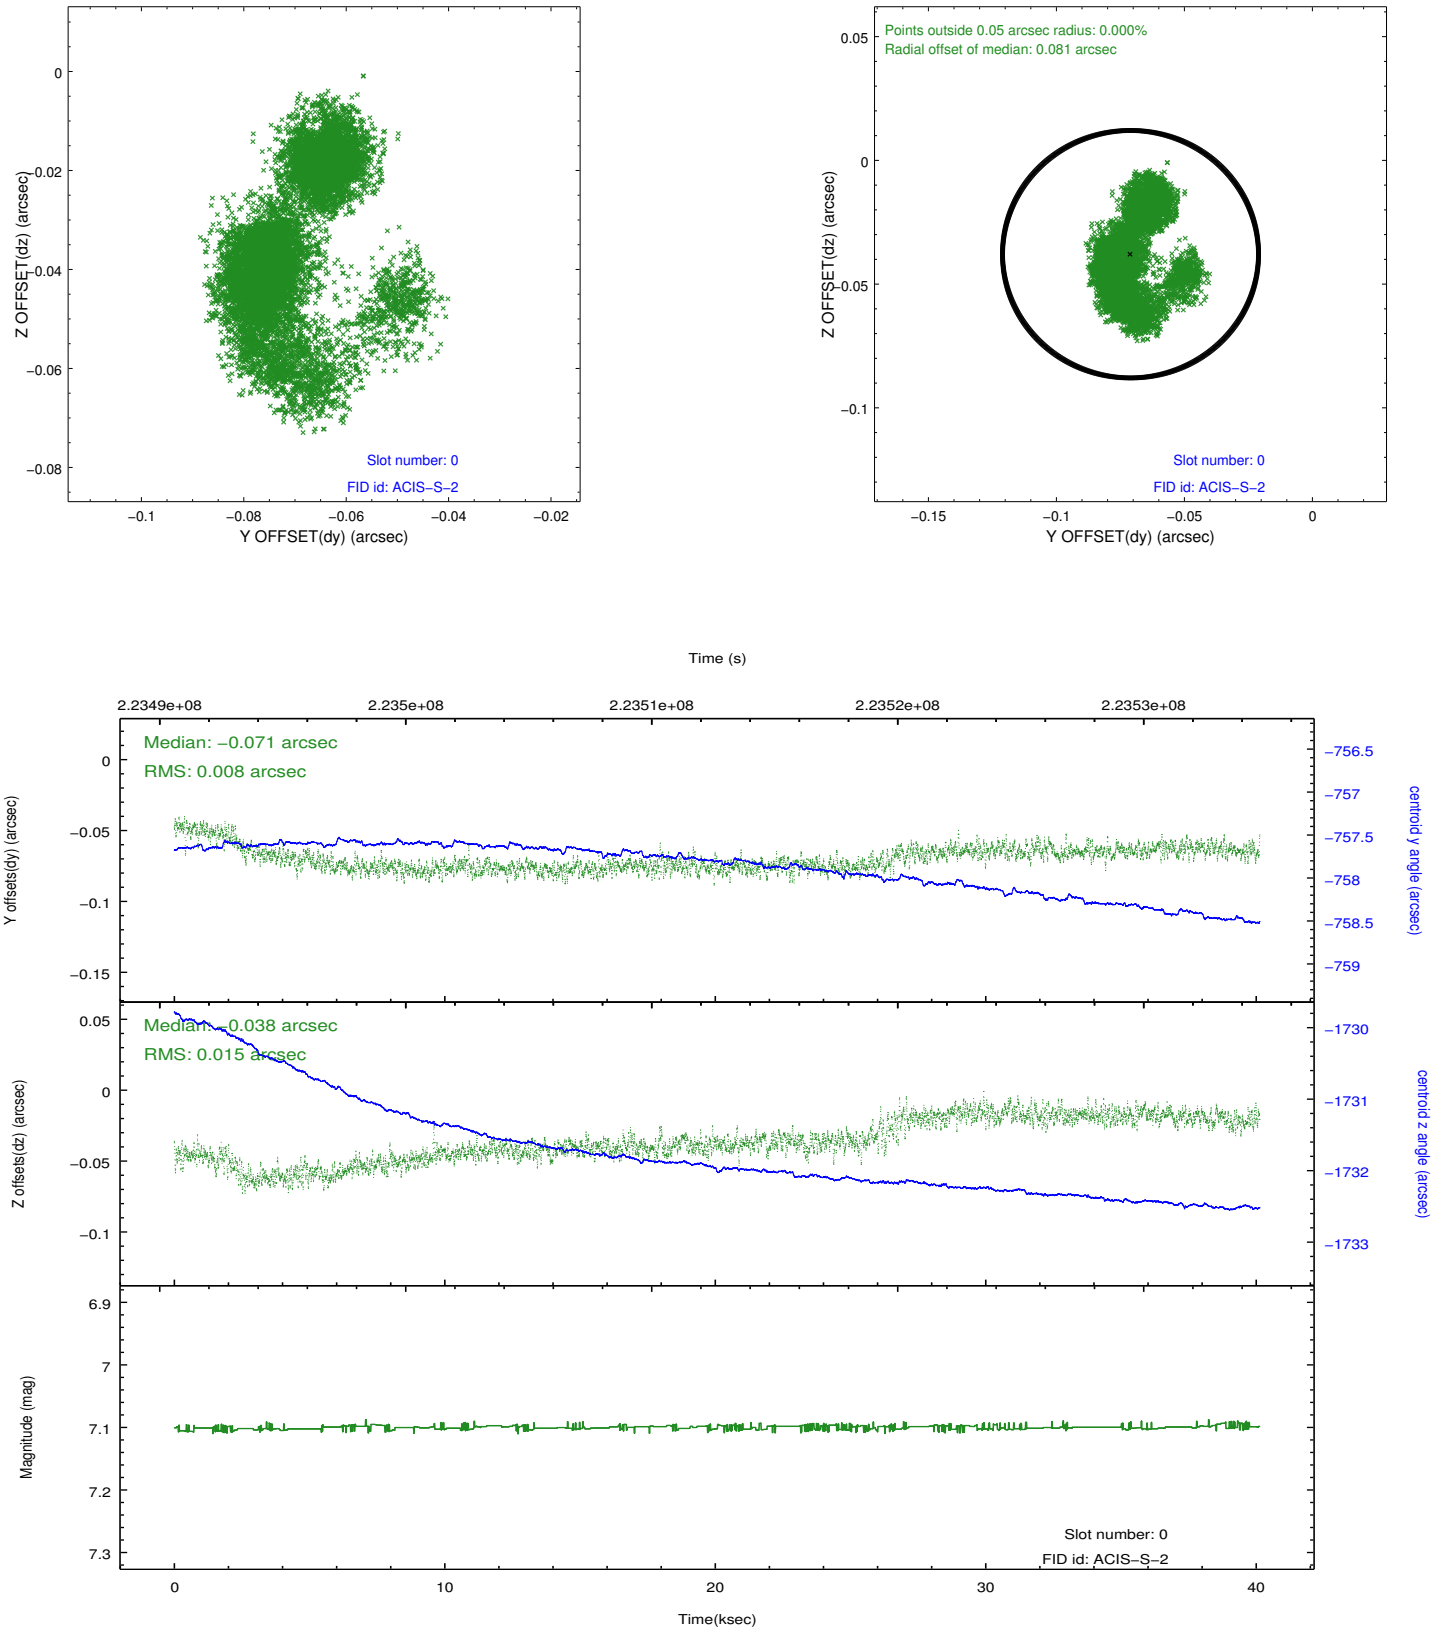 0
−0.02
−0.04
−0.06
−0.08
Z OFFSET(dz) (arcsec)
Slot number: 0
FID id: ACIS−S−2
−0.1
−0.08
−0.06
−0.04
−0.02
Y OFFSET(dy) (arcsec)
Points outside 0.05 arcsec radius: 0.000%
Radial offset of median: 0.081 arcsec
0.05
0
−0.05
−0.1
Z OFFSET(dz) (arcsec)
Slot number: 0
FID id: ACIS−S−2
−0.15
−0.1
−0.05
0
Y OFFSET(dy) (arcsec)
Time (s)
2.2349e+08
2.235e+08
2.2351e+08
2.2352e+08
2.2353e+08
Median: −0.071 arcsec
RMS: 0.008 arcsec
0
−0.05
−0.1
−0.15
Y offsets(dy) (arcsec)
−756.5
−757
−757.5
−758
−758.5
−759
centroid y angle (arcsec)
Median: −0.038 arcsec
RMS: 0.015 arcsec
0.05
0
−0.05
−0.1
Z offsets(dz) (arcsec)
−1730
−1731
−1732
−1733
centroid z angle (arcsec)
6.9
7
7.1
7.2
7.3
Magnitude (mag)
Slot number: 0
FID id: ACIS−S−2
0
10
20
30
40
Time(ksec)